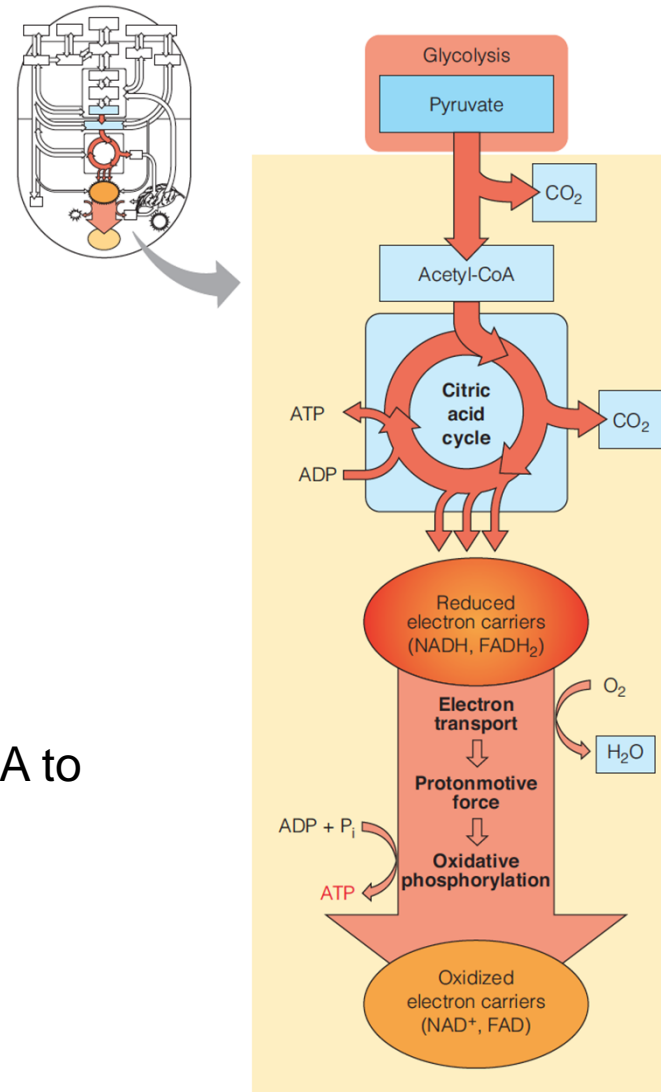 Glycolysis
Pyruvate
CO₂
Acetyl-CoA
Citric
acid
cycle
ATP
CO₂
ADP
Reduced
electron carriers
(NADH, FADH₂)
Electron
transport
O₂
H₂O
A to
Protonmotive
force
ADP + Pᵢ
Oxidative
phosphorylation
ATP
Oxidized
electron carriers
(NAD⁺, FAD)